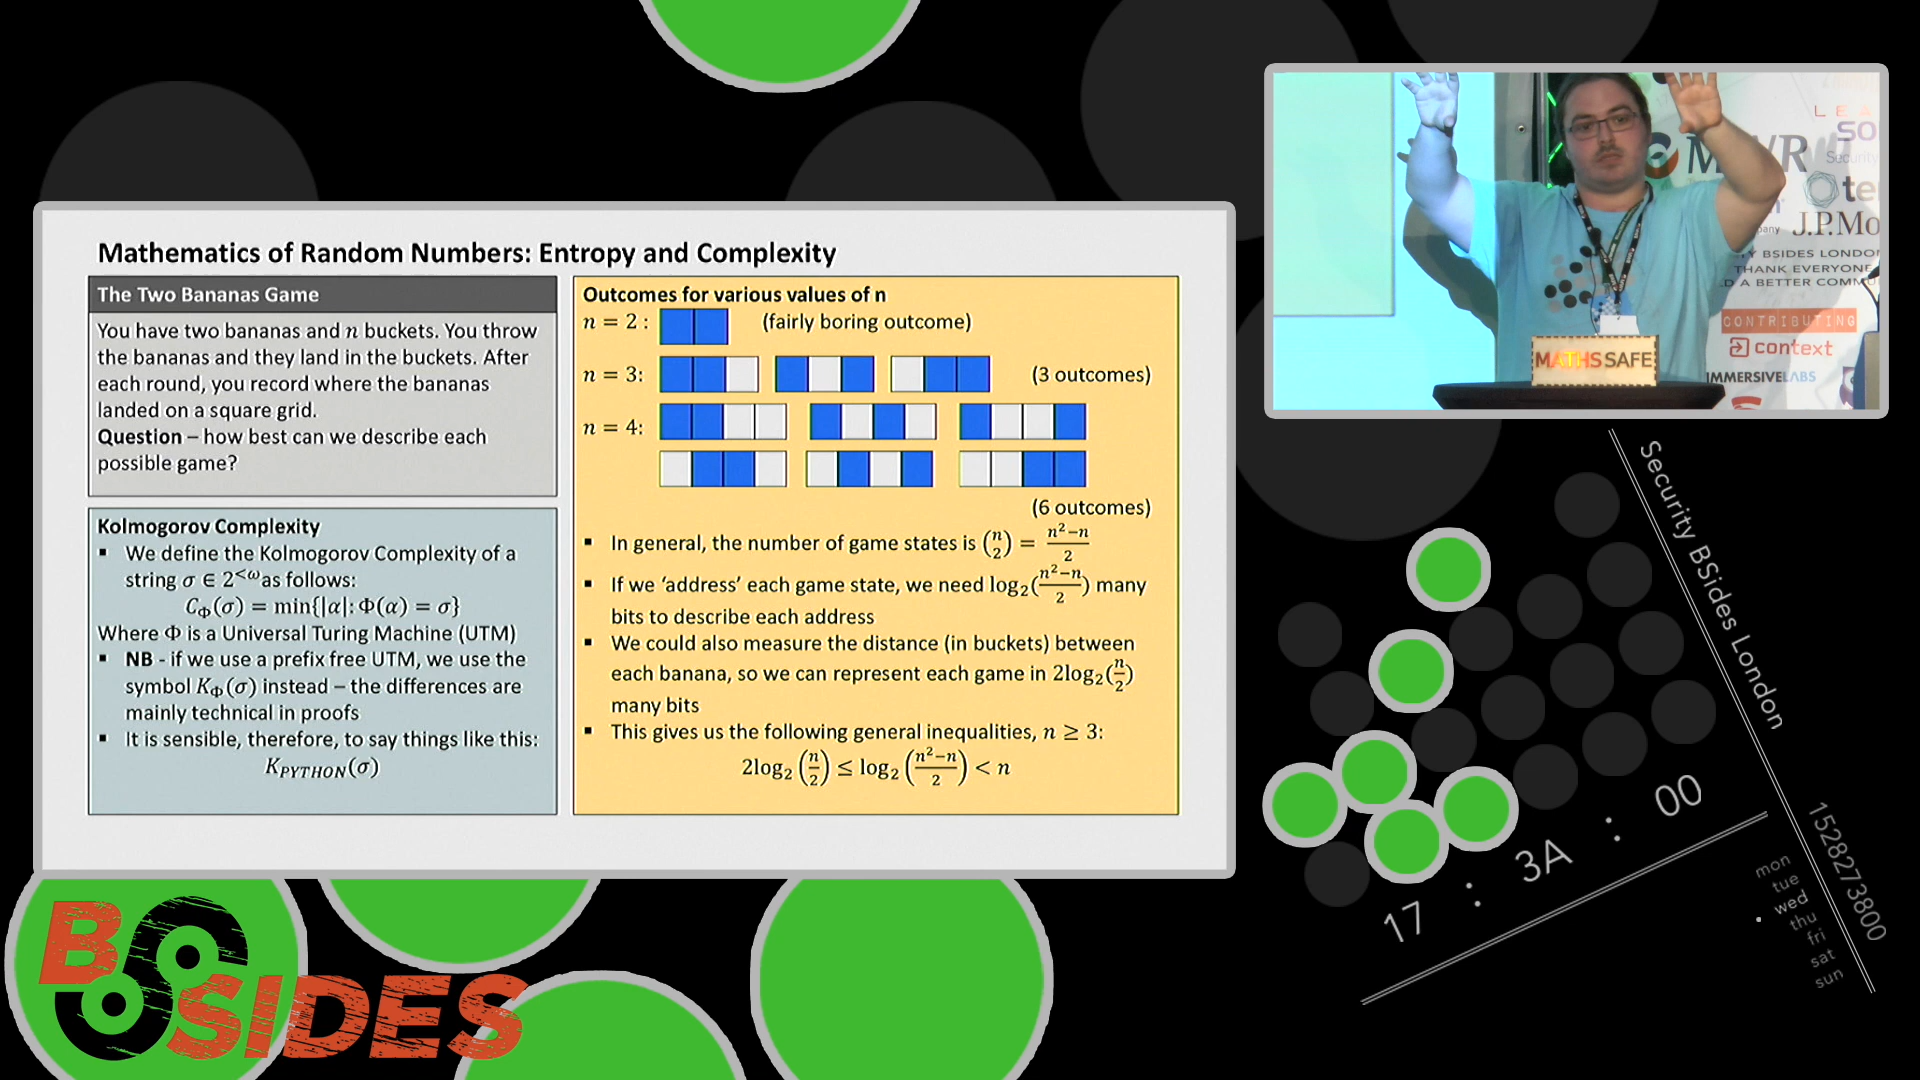 Mathematics of Random Numbers: Entropy and Complexity
The Two Bananas Game
You have two bananas and n buckets. You throw
the bananas and they land in the buckets. After
each round, you record where the bananas
landed on a square grid.
Question – how best can we describe each
possible game?
Kolmogorov Complexity
▪ We define the Kolmogorov Complexity of a
string σ ∈ 2^{<ω} as follows:
C_Φ(σ) = min{|α|: Φ(α) = σ}
Where Φ is a Universal Turing Machine (UTM)
▪ NB - if we use a prefix free UTM, we use the
symbol K_Φ(σ) instead – the differences are
mainly technical in proofs
▪ It is sensible, therefore, to say things like this:
K_{PYTHON}(σ)
Outcomes for various values of n
n = 2 : (fairly boring outcome)
n = 3: (3 outcomes)
n = 4:
(6 outcomes)
▪ In general, the number of game states is (n 2) = (n²−n)/2
▪ If we ‘address’ each game state, we need log₂((n²−n)/2) many
bits to describe each address
▪ We could also measure the distance (in buckets) between
each banana, so we can represent each game in 2log₂(n/2)
many bits
▪ This gives us the following general inequalities, n ≥ 3:
2log₂(n/2) ≤ log₂((n²−n)/2) < n
LEA
SO
Security
te
J.P.Mo
Y BSIDES LONDO
THANK EVERYONE
D A BETTER COMMU
CONTRIBUTING
context
IMMERSIVELABS
MATHS SAFE
Security BSides London
17 : 3A : 00
1528273800
mon
tue
wed
thu
fri
sat
sun
BSIDES